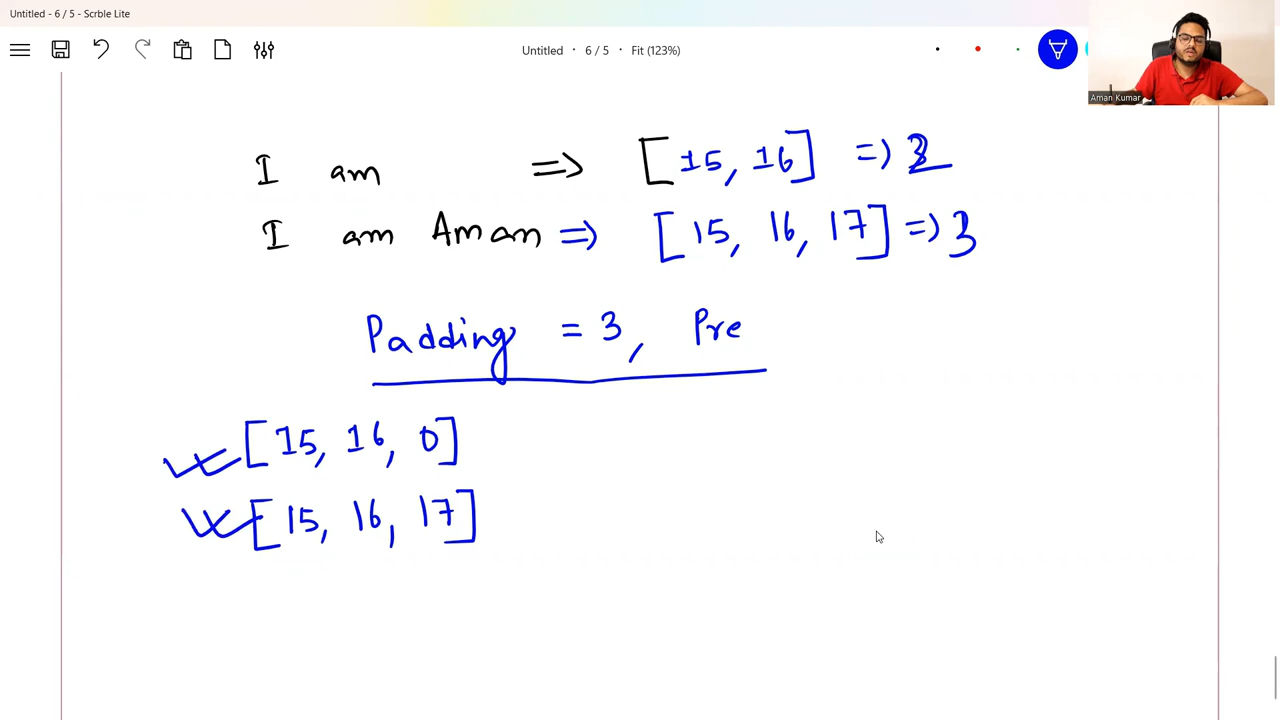 Untitled - 6 / 5 - Scrble Lite
Untitled • 6 / 5 • Fit (123%)
Aman Kumar
I am => [15, 16] => 2
I am Aman => [15, 16, 17] => 3
Padding = 3, Pre
[15, 16, 0]
[15, 16, 17]